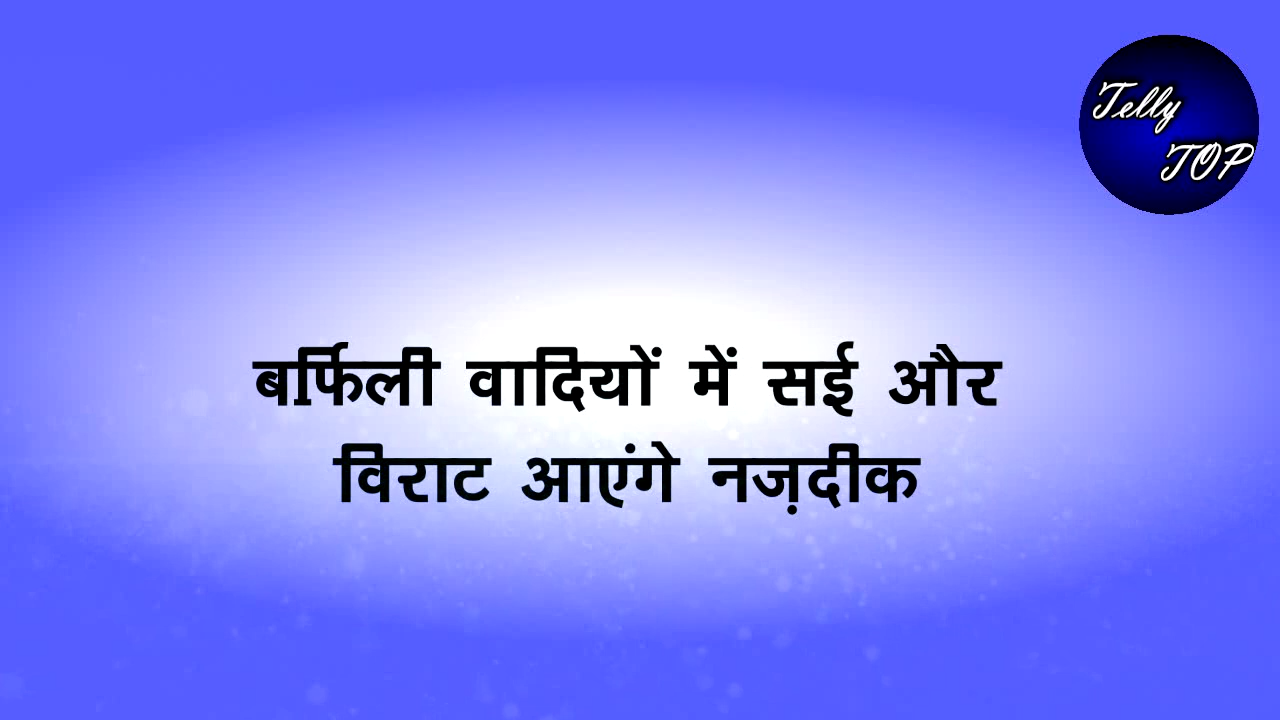 Telly
TOP
बर्फिली वादियों में सई और
विराट आएंगे नज़दीक